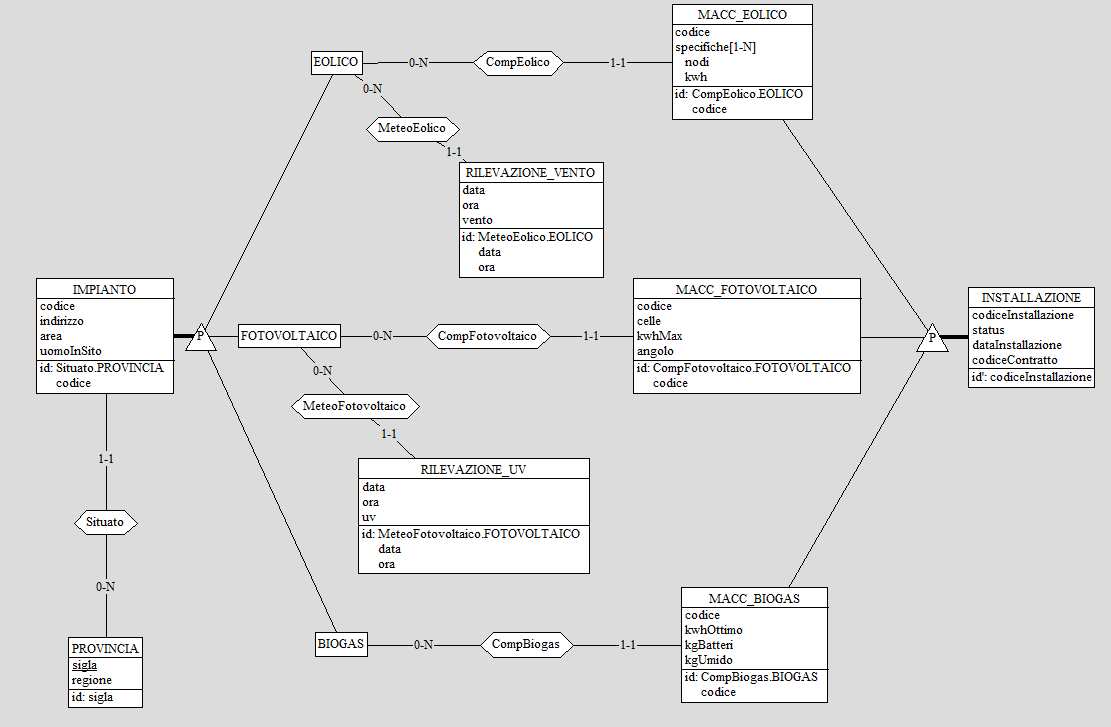 MACC_EOLICO
codice
specifiche[1-N]
nodi
kwh
id: CompEolico.EOLICO
codice
EOLICO
0-N
CompEolico
1-1
0-N
MeteoEolico
1-1
RILEVAZIONE_VENTO
data
ora
vento
id: MeteoEolico.EOLICO
data
ora
IMPIANTO
codice
indirizzo
area
uomoInSito
id: Situato.PROVINCIA
codice
P
FOTOVOLTAICO
0-N
CompFotovoltaico
1-1
MACC_FOTOVOLTAICO
codice
celle
kwhMax
angolo
id: CompFotovoltaico.FOTOVOLTAICO
codice
P
INSTALLAZIONE
codiceInstallazione
status
dataInstallazione
codiceContratto
id': codiceInstallazione
0-N
MeteoFotovoltaico
1-1
RILEVAZIONE_UV
data
ora
uv
id: MeteoFotovoltaico.FOTOVOLTAICO
data
ora
1-1
Situato
0-N
PROVINCIA
sigla
regione
id: sigla
BIOGAS
0-N
CompBiogas
1-1
MACC_BIOGAS
codice
kwhOttimo
kgBatteri
kgUmido
id: CompBiogas.BIOGAS
codice